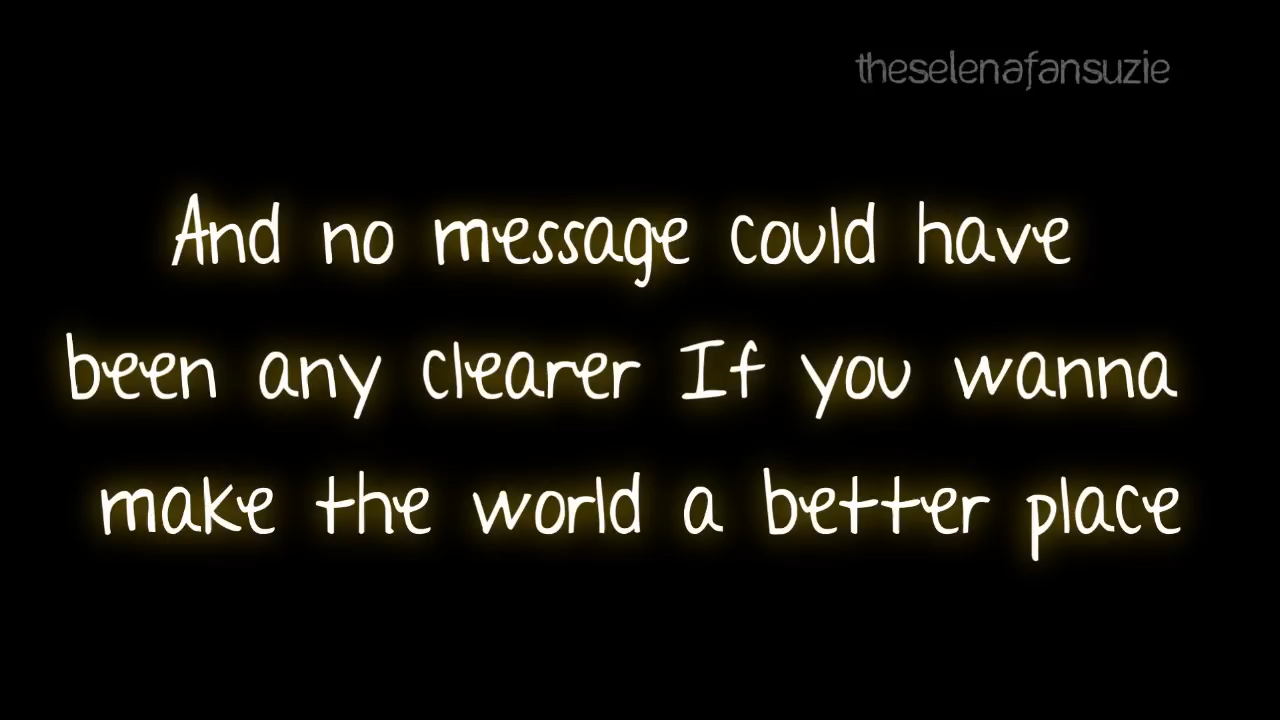 theselenafansuzie
And no message could have
been any clearer If you wanna
make the world a better place